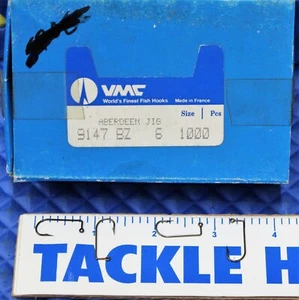 VMC
World's Finest Fish Hooks Made in France
Size Pcs
ABERDEEN JIG
9147 BZ 6 1000
1 2 3 4
TACKLE H